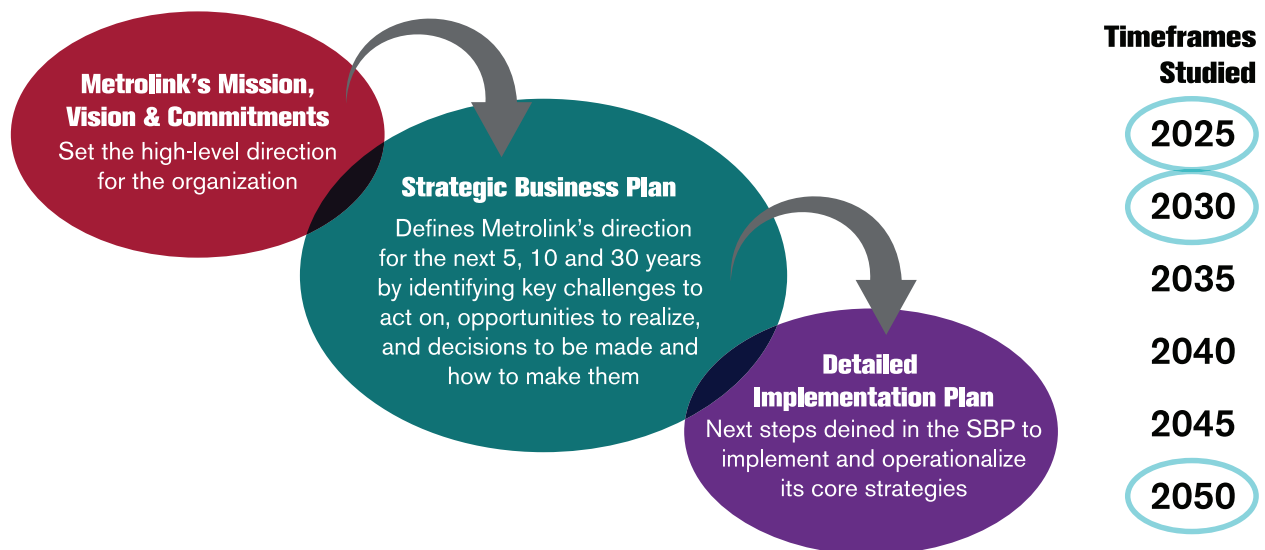 Metrolink's Mission,
Vision & Commitments
Set the high-level direction
for the organization
Strategic Business Plan
Defines Metrolink's direction
for the next 5, 10 and 30 years
by identifying key challenges to
act on, opportunities to realize,
and decisions to be made and
how to make them
Detailed
Implementation Plan
Next steps deined in the SBP to
implement and operationalize
its core strategies
Timeframes
Studied
2025
2030
2035
2040
2045
2050